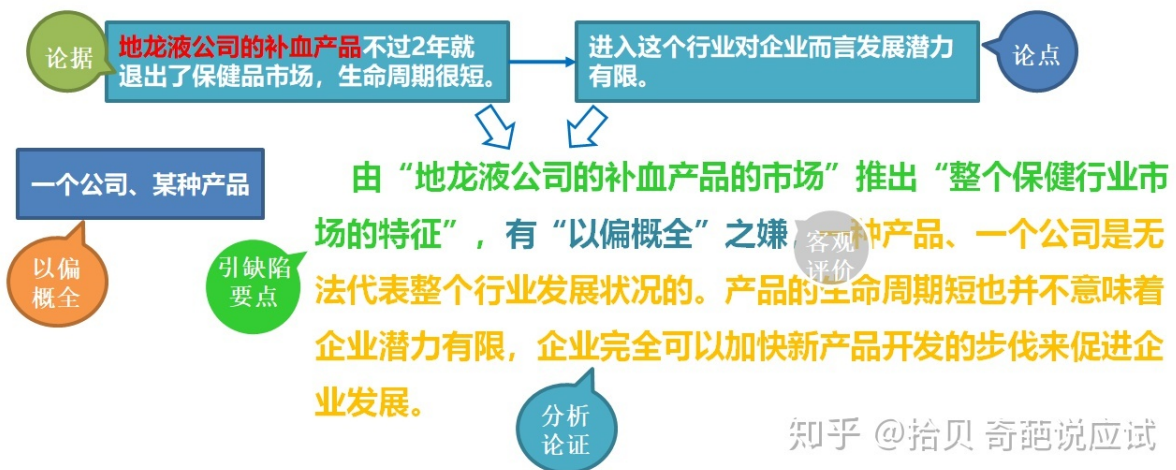 论据
地龙液公司的补血产品不过2年就
退出了保健品市场，生命周期很短。
进入这个行业对企业而言发展潜力
有限。
论点
一个公司、某种产品
以偏
概全
引缺陷
要点
由“地龙液公司的补血产品的市场”推出“整个保健行业市
场的特征”，有“以偏概全”之嫌，一种产品、一个公司是无
法代表整个行业发展状况的。产品的生命周期短也并不意味着
企业潜力有限，企业完全可以加快新产品开发的步伐来促进企
业发展。
客观
评价
分析
论证
知乎 @拾贝 奇葩说应试